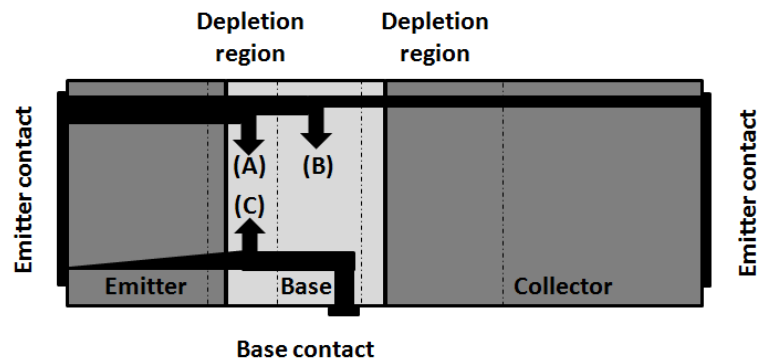 Depletion
region
Depletion
region
Emitter contact
(A)
(B)
(C)
Emitter
Base
Collector
Emitter contact
Base contact